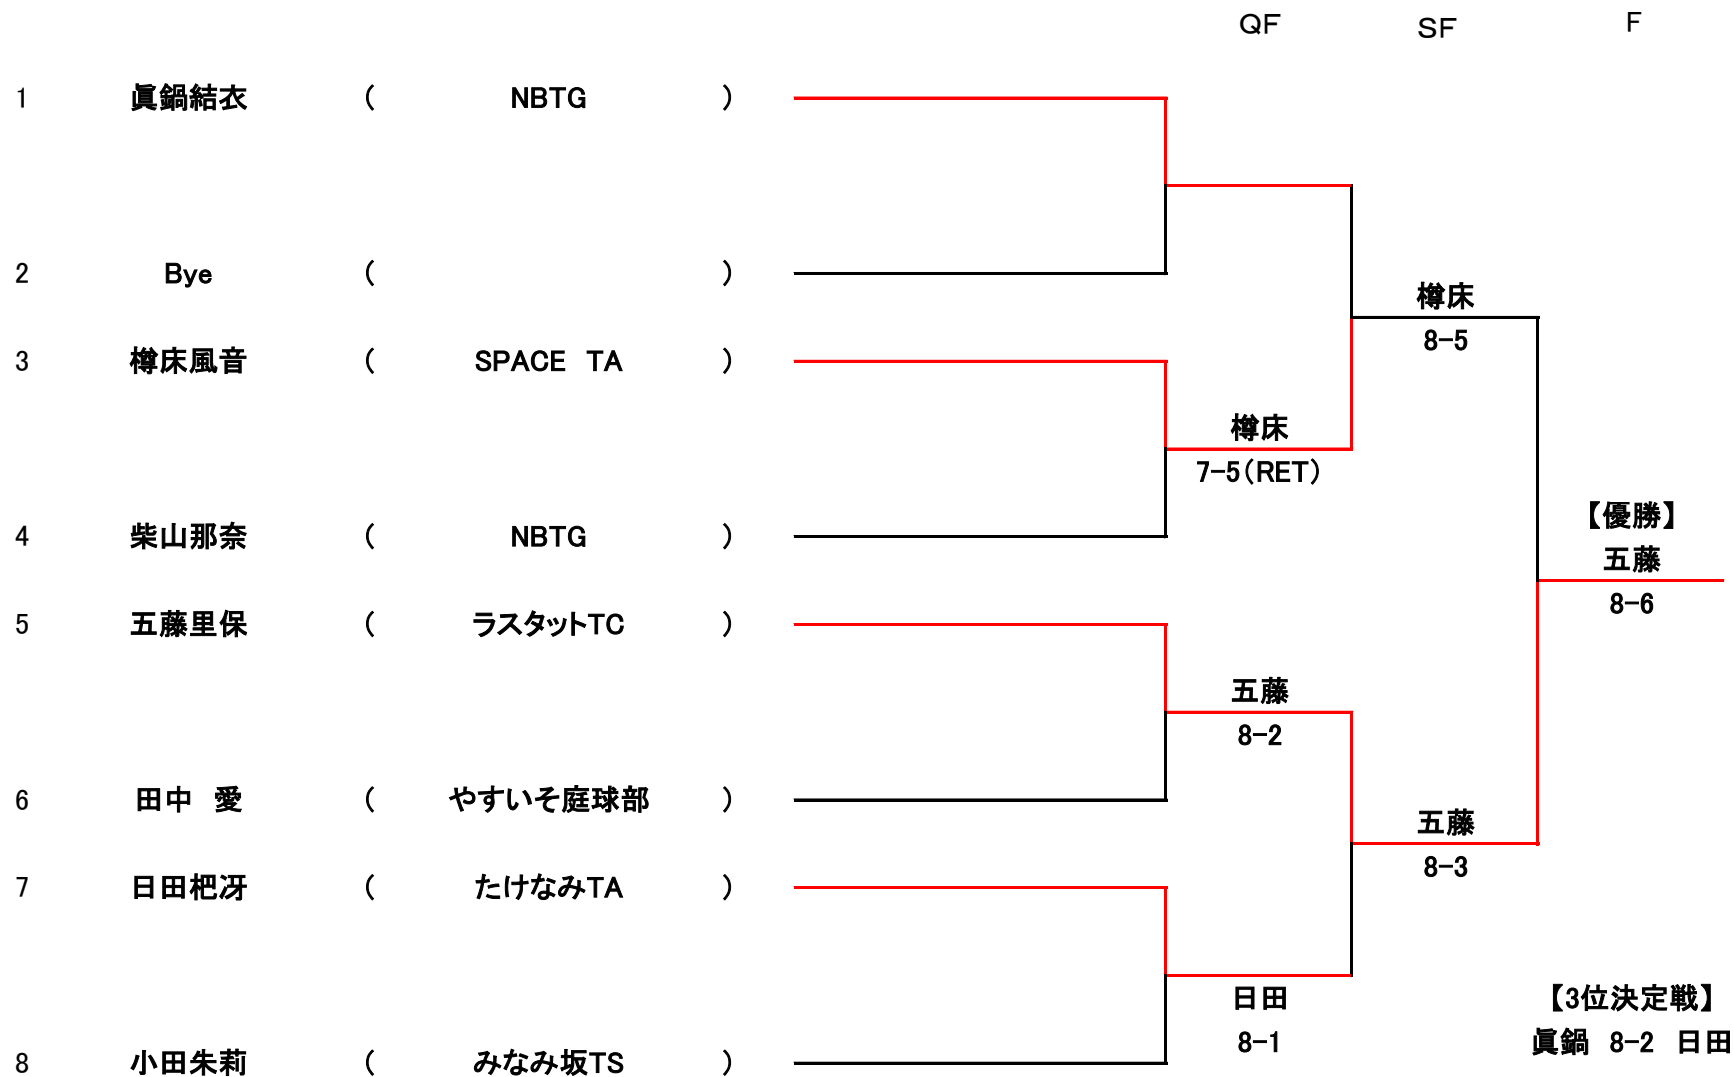 QF SF F
1 眞鍋結衣 ( NBTG )
2 Bye ( )
樽床
8-5
3 樽床風音 ( SPACE TA )
樽床
7-5(RET)
4 柴山那奈 ( NBTG )
【優勝】
五藤
8-6
5 五藤里保 ( ラスタットTC )
五藤
8-2
6 田中 愛 ( やすいそ庭球部 )
五藤
8-3
7 日田杷冴 ( たけなみTA )
日田
8-1
【3位決定戦】
眞鍋 8-2 日田
8 小田朱莉 ( みなみ坂TS )